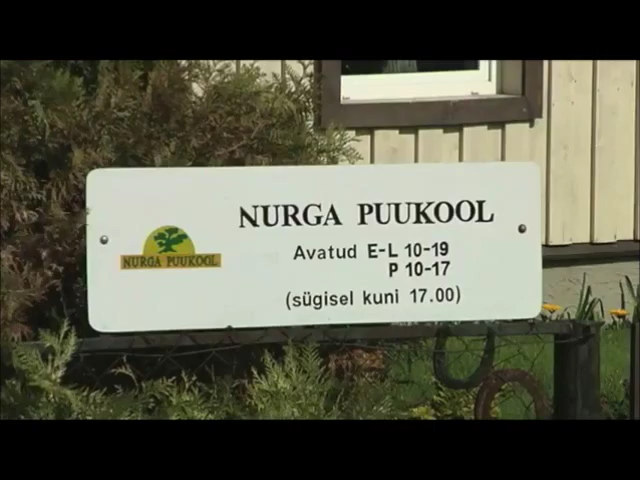 NURGA PUUKOOL
NURGA PUUKOOL
Avatud E-L 10-19
P 10-17
(sügisel kuni 17.00)